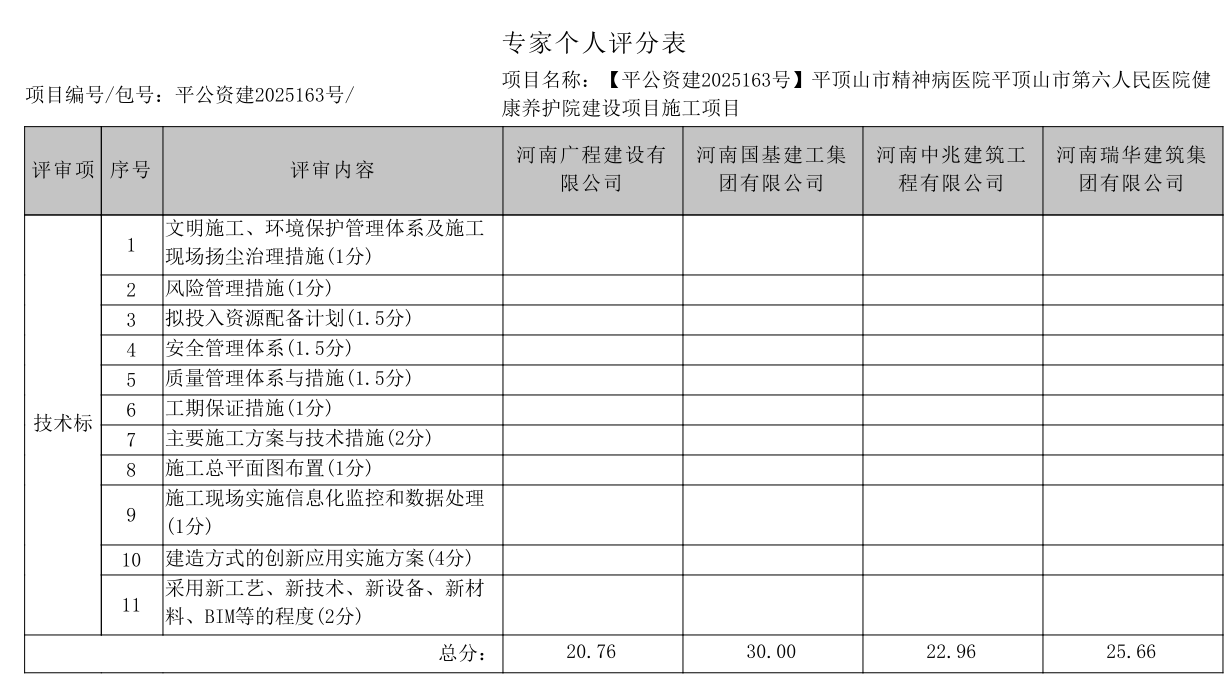 专家个人评分表
项目编号/包号：平公资建2025163号/
项目名称：【平公资建2025163号】平顶山市精神病医院平顶山市第六人民医院健
康养护院建设项目施工项目
评审项 序号 评审内容 河南广程建设有 河南国基建工集 河南中兆建筑工 河南瑞华建筑集
限公司 团有限公司 程有限公司 团有限公司
技术标
1 文明施工、环境保护管理体系及施工
现场扬尘治理措施(1分)
2 风险管理措施(1分)
3 拟投入资源配备计划(1.5分)
4 安全管理体系(1.5分)
5 质量管理体系与措施(1.5分)
6 工期保证措施(1分)
7 主要施工方案与技术措施(2分)
8 施工总平面图布置(1分)
9 施工现场实施信息化监控和数据处理
(1分)
10 建造方式的创新应用实施方案(4分)
11 采用新工艺、新技术、新设备、新材
料、BIM等的程度(2分)
总分： 20.76 30.00 22.96 25.66